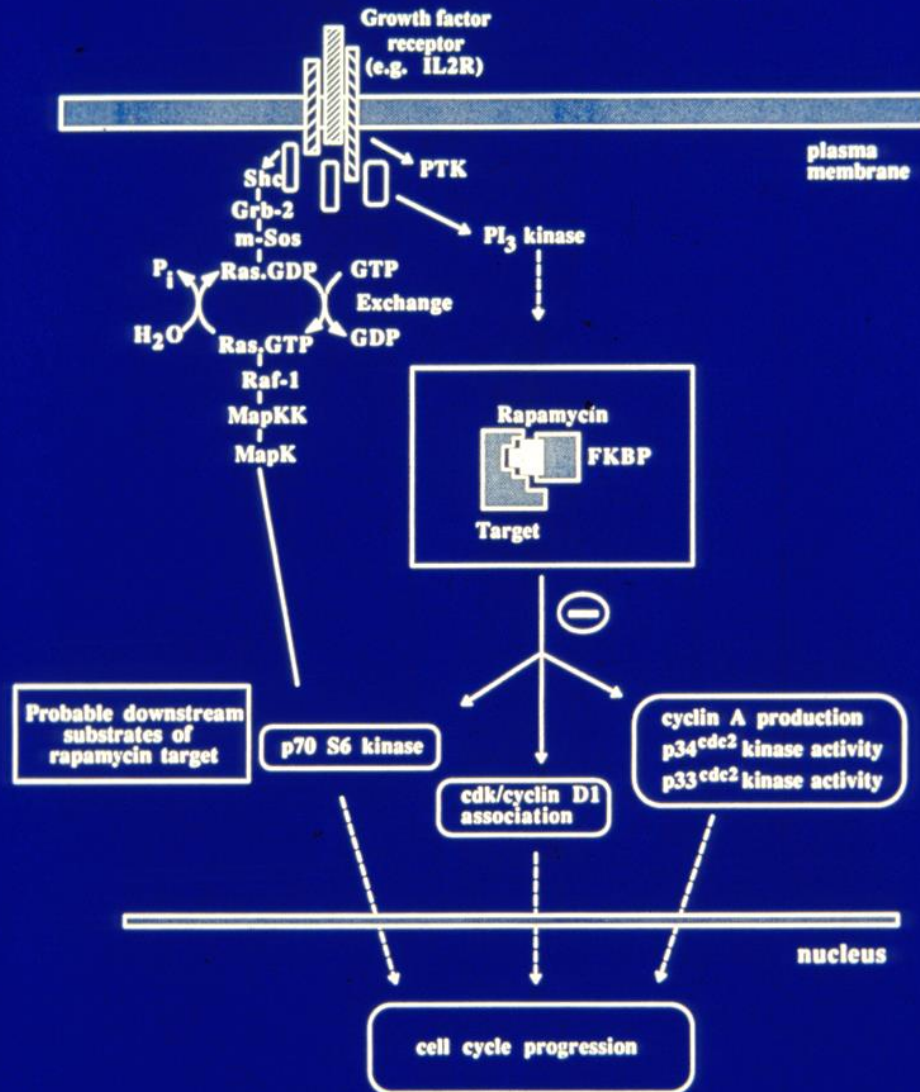 Growth factor
receptor
(e.g. IL2R)
plasma
membrane
PTK
Shc
Grb-2
m-Sos
PI3 kinase
Pi
Ras.GDP
GTP
Exchange
H2O
Ras.GTP
GDP
Raf-1
MapKK
MapK
Rapamycin
FKBP
Target
Probable downstream
substrates of
rapamycin target
p70 S6 kinase
cdk/cyclin D1
association
cyclin A production
p34cdc2 kinase activity
p33cdc2 kinase activity
nucleus
cell cycle progression